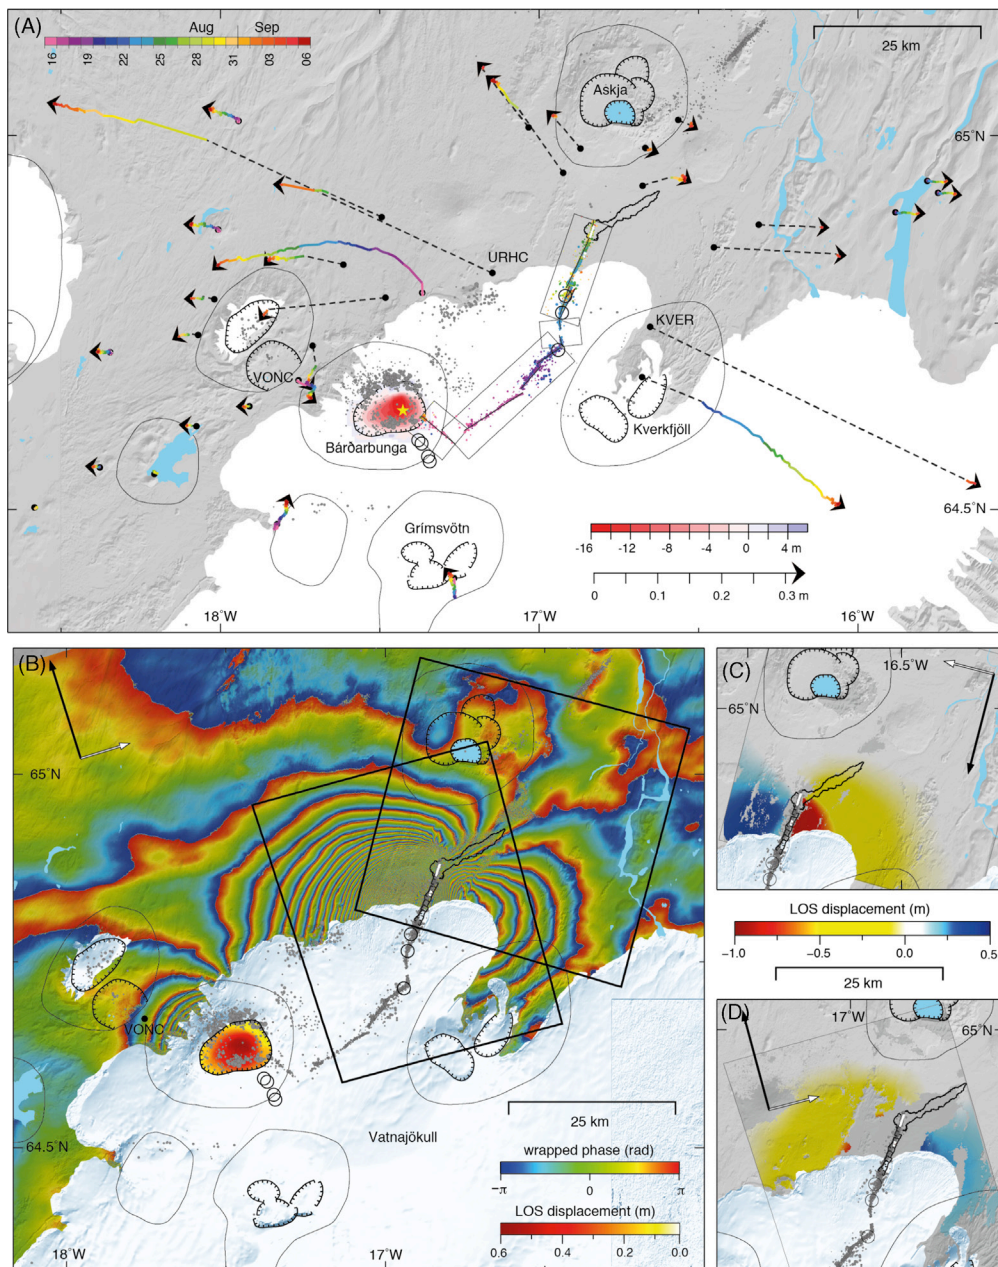 (A)
Aug Sep
16 19 22 25 28 31 03 06
25 km
Askja
65°N
URHC
KVER
VONC
Bárðarbunga
Kverkfjöll
64.5°N
Grímsvötn
-16 -12 -8 -4 0 4 m
0 0.1 0.2 0.3 m
18°W 17°W 16°W
(B)
65°N
VONC
25 km
Vatnajökull
64.5°N
wrapped phase (rad)
-π 0 π
LOS displacement (m)
0.6 0.4 0.2 0.0
18°W 17°W
(C)
16.5°W
65°N
LOS displacement (m)
-1.0 -0.5 0.0 0.5
25 km
(D)
17°W
65°N